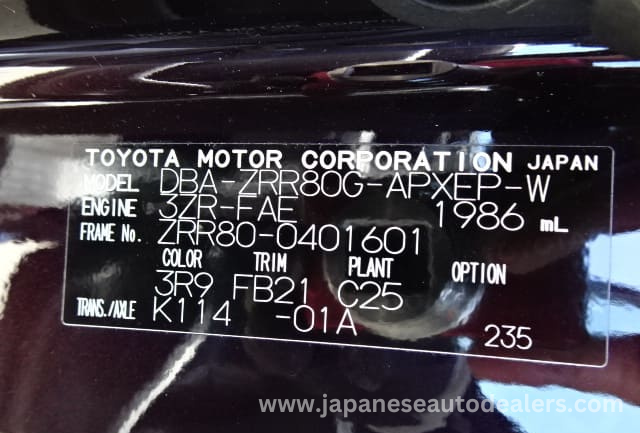 TOYOTA MOTOR CORPORATION JAPAN
MODEL DBA-ZRR80G-APXEP-W
ENGINE 3ZR-FAE 1986 mL
FRAME No. ZRR80-0401601
COLOR TRIM PLANT OPTION
3R9 FB21 C25
TRANS./AXLE K114 -01A
235
www.japaneseautodealers.com